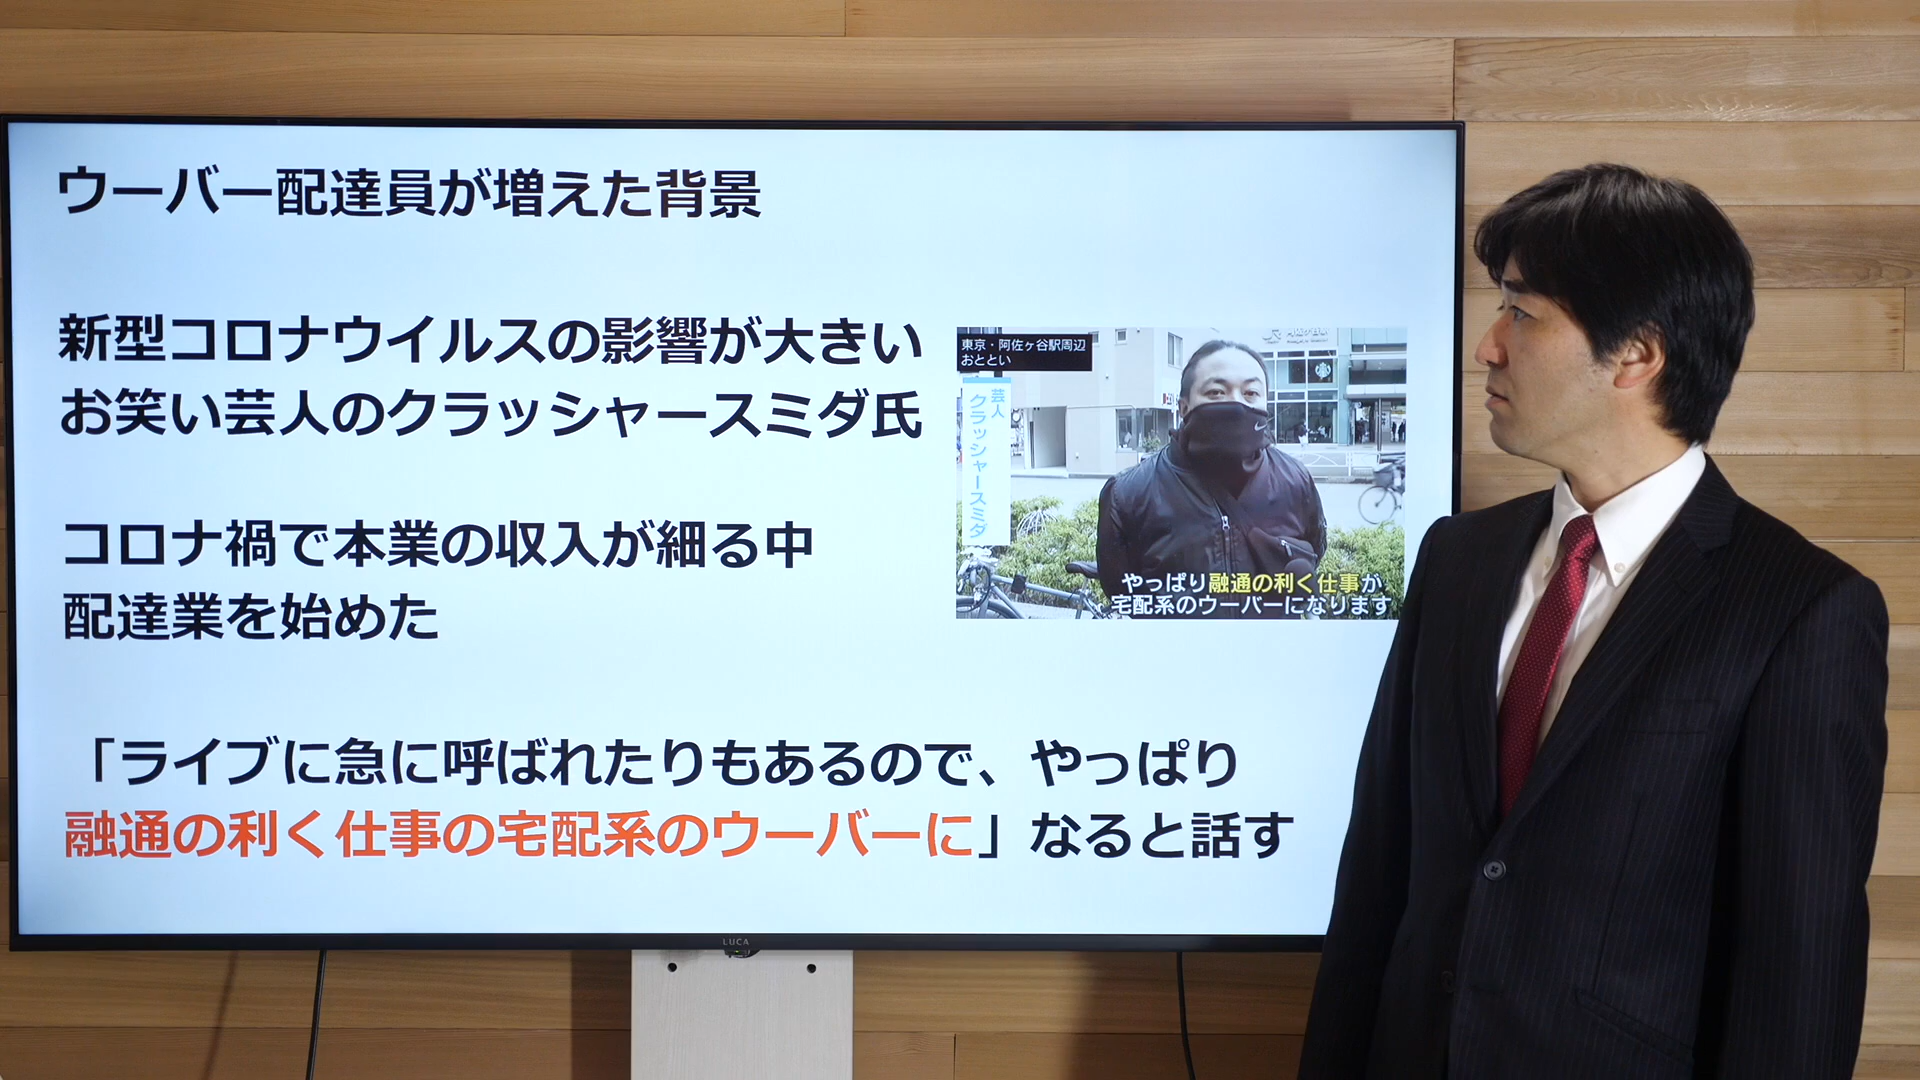 ウーバー配達員が増えた背景
新型コロナウイルスの影響が大きい
お笑い芸人のクラッシャースミダ氏
コロナ禍で本業の収入が細る中
配達業を始めた
「ライブに急に呼ばれたりもあるので、やっぱり
融通の利く仕事の宅配系のウーバーに」なると話す
東京・阿佐ヶ谷駅周辺
おととい
芸人
クラッシャースミダ
やっぱり融通の利く仕事が
宅配系のウーバーになります
LUCA